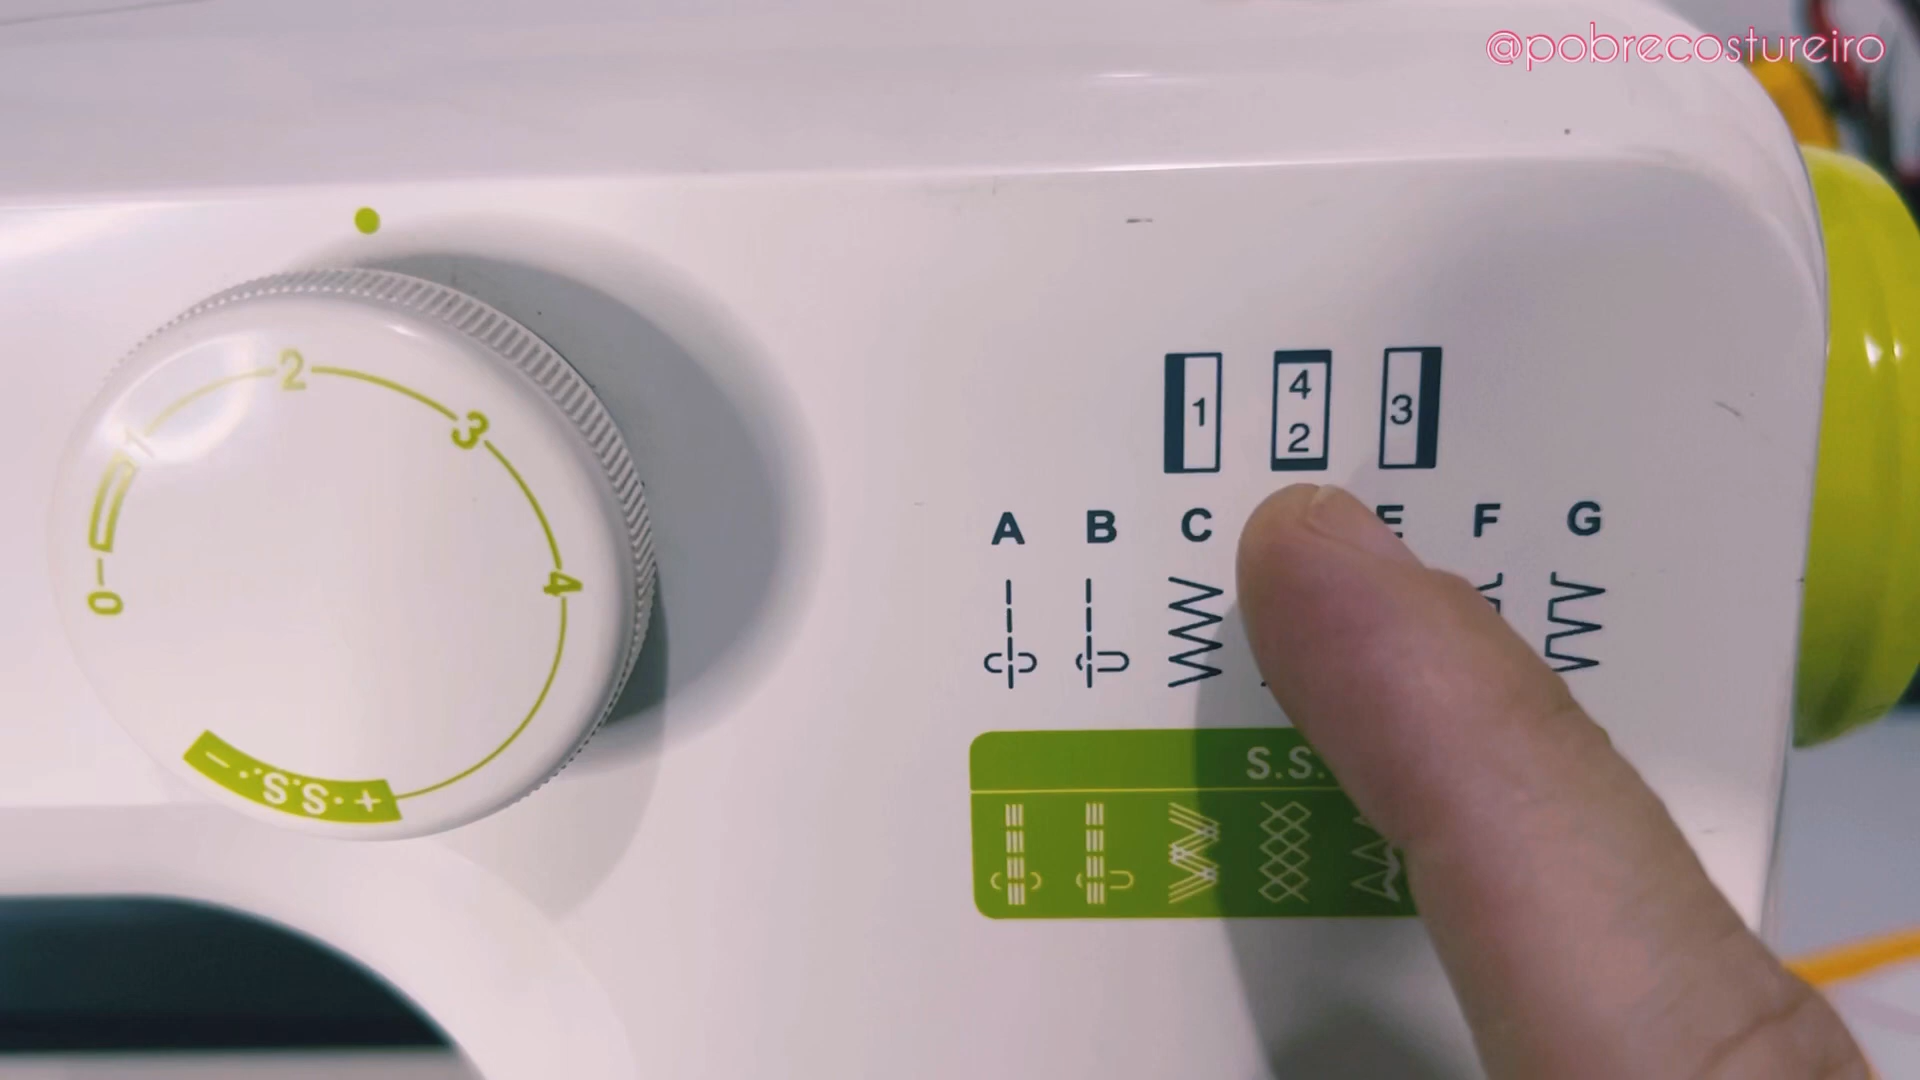 @pobrecostureiro
0 1 2 3 4
+ S.S. -
1 4 2 3
A B C E F G
S.S.